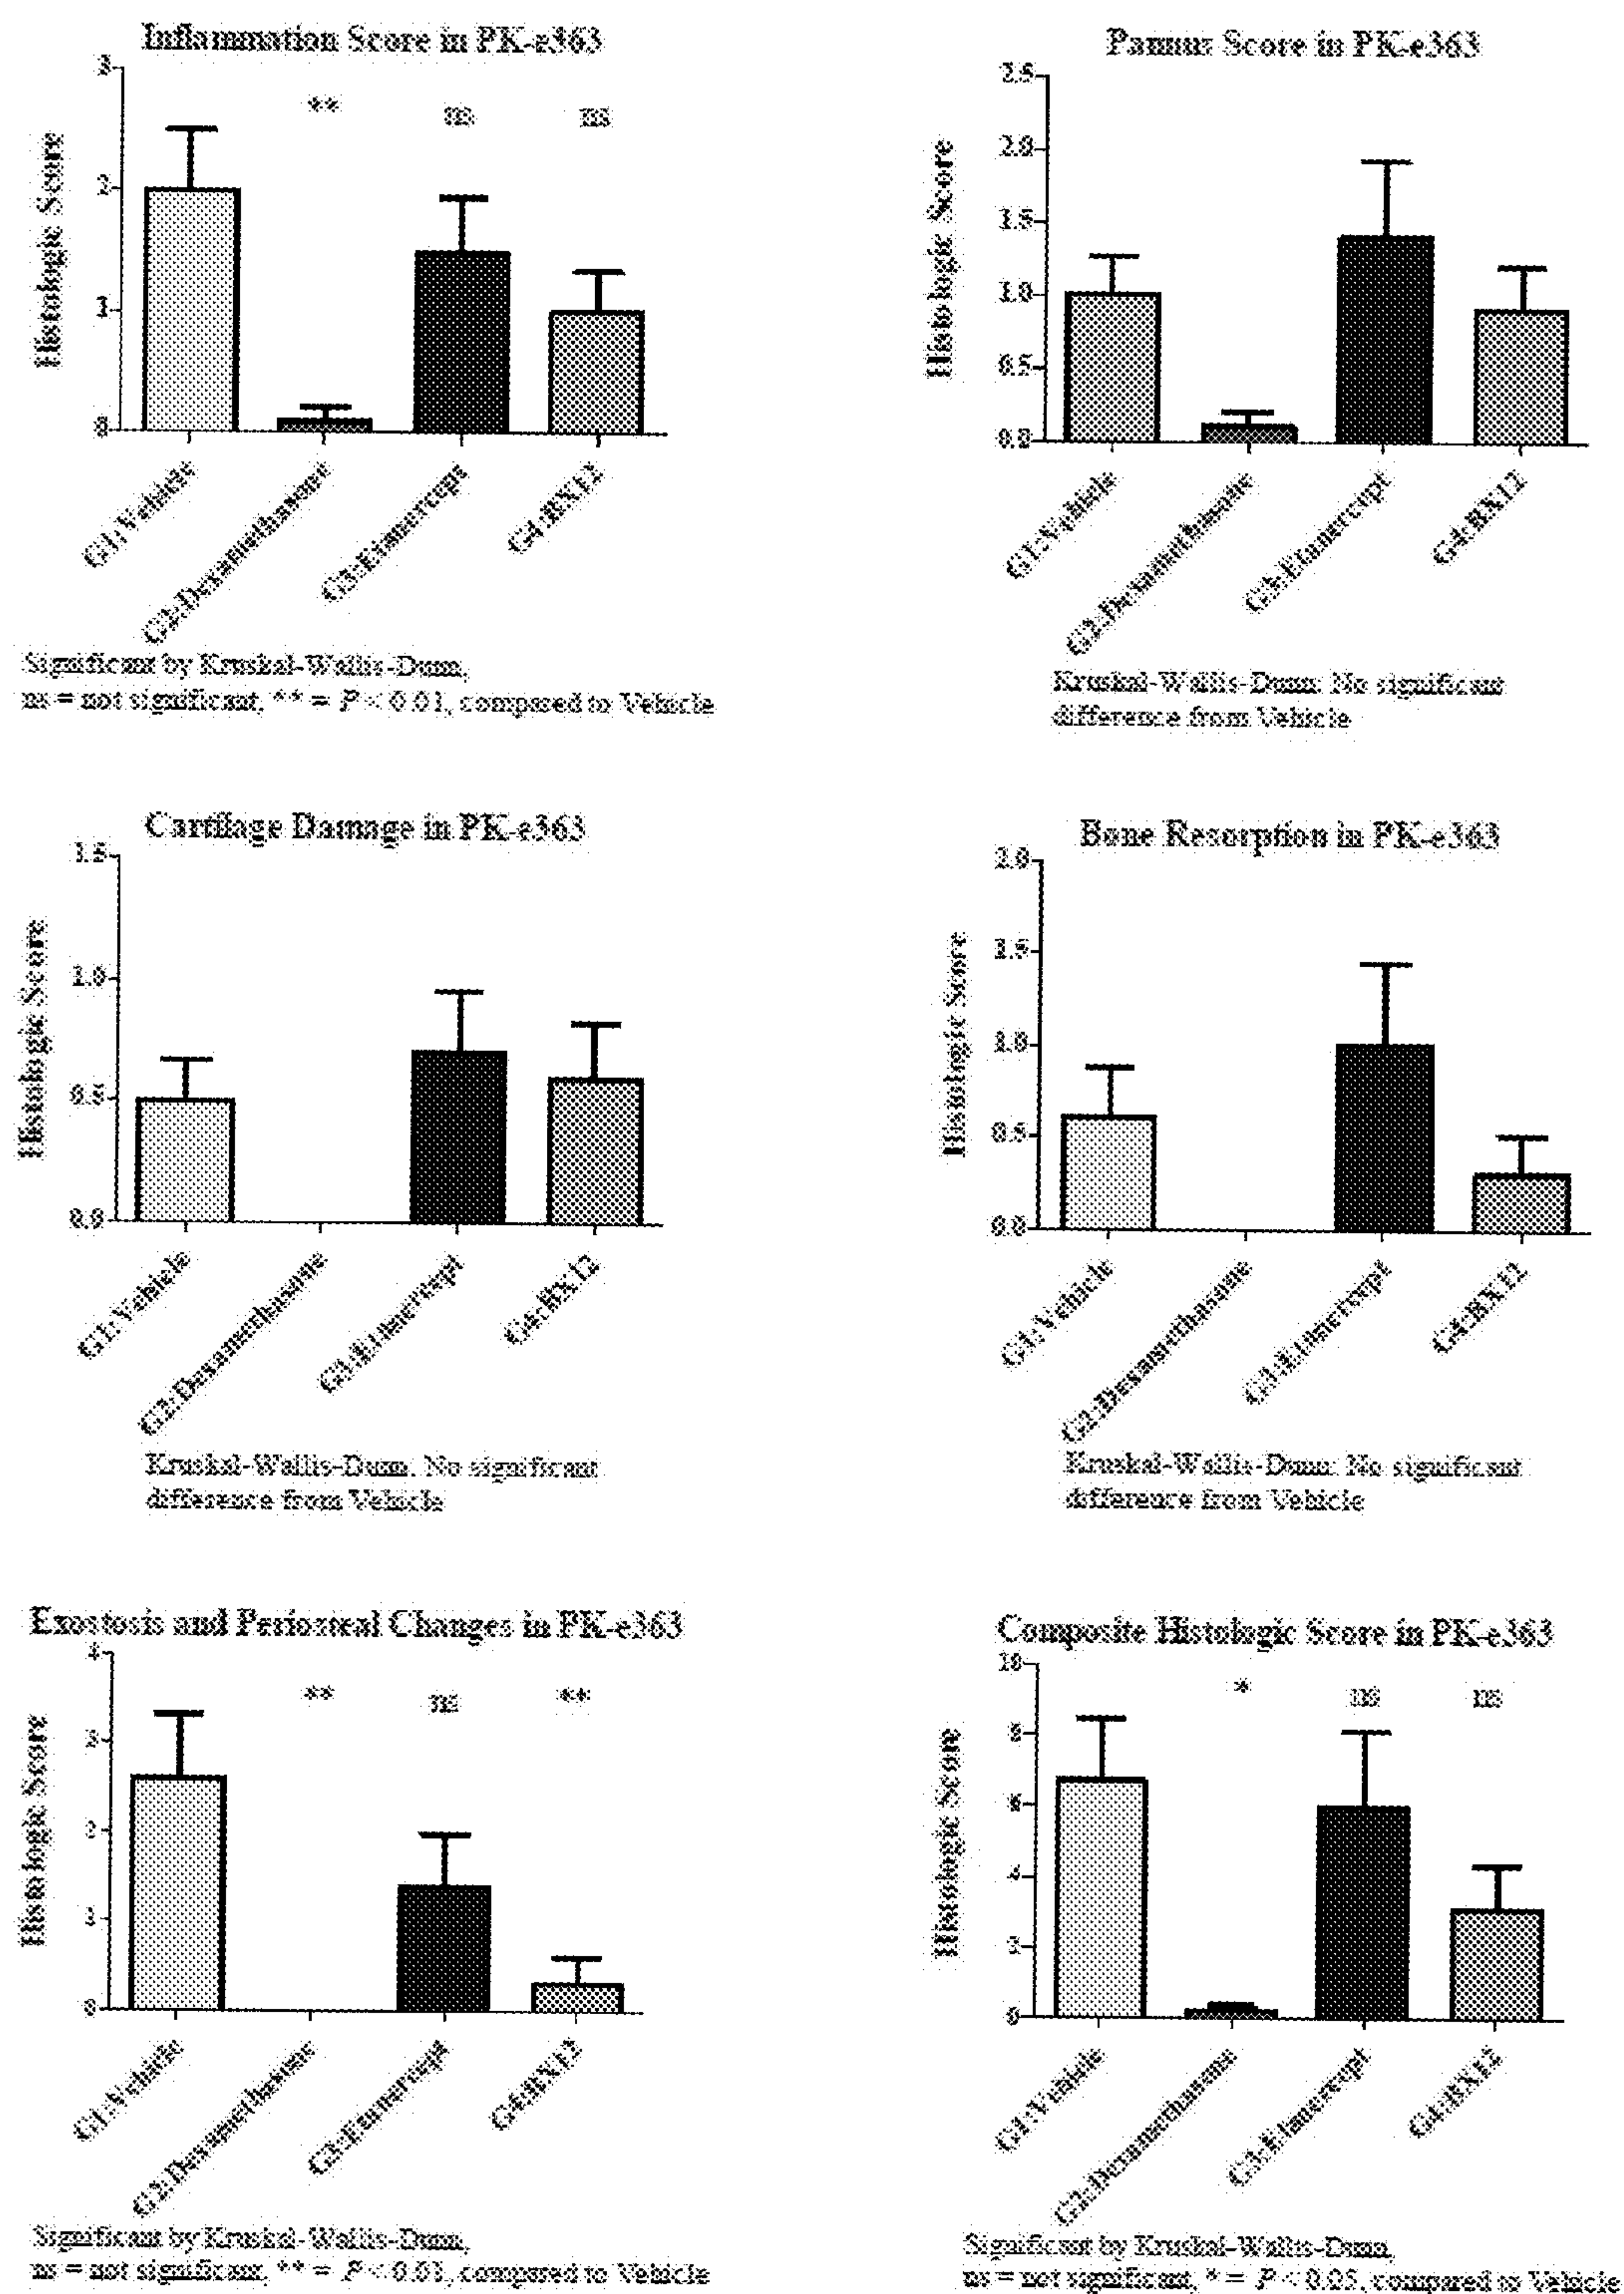 Inflammation Score in PK-e363
Histologic Score
3
2
1
0
** ns ns
G1:Vehicle
G2:Dexamethasone
G3:Etanercept
G4:RX12
Significant by Kruskal-Wallis-Dunn,
ns = not significant, ** = P < 0.01, compared to Vehicle
Pannus Score in PK-e363
Histologic Score
2.5
2.0
1.5
1.0
0.5
0.0
G1:Vehicle
G2:Dexamethasone
G3:Etanercept
G4:RX12
Kruskal-Wallis-Dunn: No significant
difference from Vehicle
Cartilage Damage in PK-e363
Histologic Score
1.5
1.0
0.5
0.0
G1:Vehicle
G2:Dexamethasone
G3:Etanercept
G4:RX12
Kruskal-Wallis-Dunn: No significant
difference from Vehicle
Bone Resorption in PK-e363
Histologic Score
2.0
1.5
1.0
0.5
0.0
G1:Vehicle
G2:Dexamethasone
G3:Etanercept
G4:RX12
Kruskal-Wallis-Dunn: No significant
difference from Vehicle
Exostosis and Periosteal Changes in PK-e363
Histologic Score
4
3
2
1
0
** ns **
G1:Vehicle
G2:Dexamethasone
G3:Etanercept
G4:RX12
Significant by Kruskal-Wallis-Dunn,
ns = not significant, ** = P < 0.01, compared to Vehicle
Composite Histologic Score in PK-e363
Histologic Score
10
8
6
4
2
0
* ns ns
G1:Vehicle
G2:Dexamethasone
G3:Etanercept
G4:RX12
Significant by Kruskal-Wallis-Dunn,
ns = not significant, * = P < 0.05, compared to Vehicle